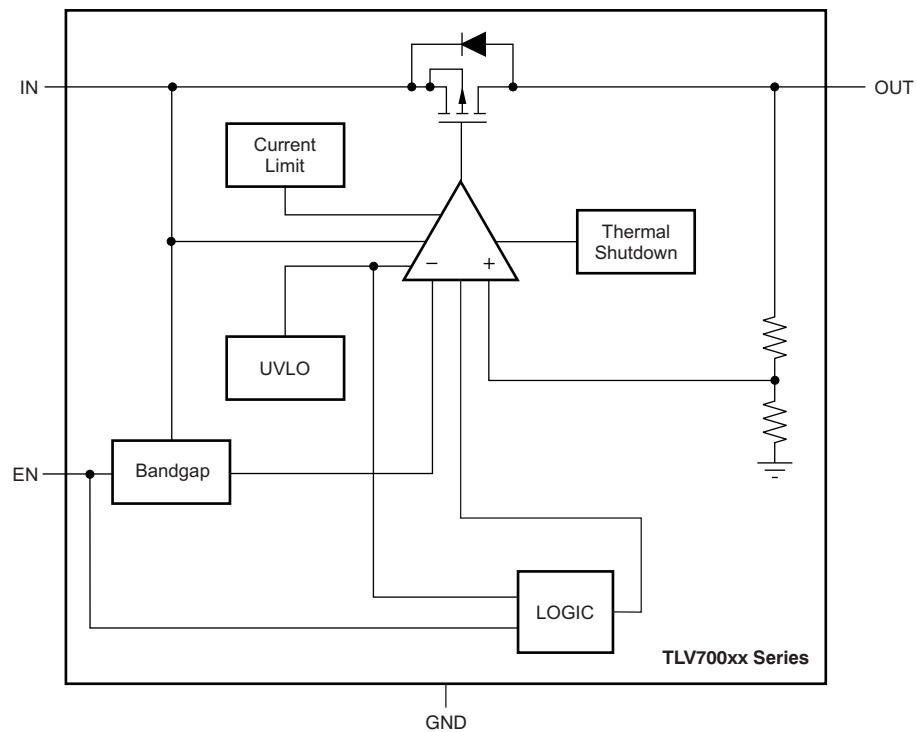 IN
OUT
Current
Limit
Thermal
Shutdown
− +
UVLO
EN
Bandgap
LOGIC
TLV700xx Series
GND